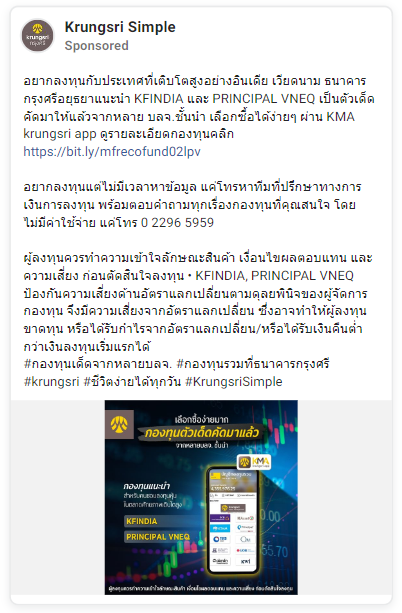 Krungsri Simple
Sponsored
krungsri
กรุงศรี
อยากลงทุนกับประเทศที่เติบโตสูงอย่างอินเดีย เวียดนาม ธนาคาร
กรุงศรีอยุธยาแนะนำ KFINDIA และ PRINCIPAL VNEQ เป็นตัวเด็ด
คัดมาให้แล้วจากหลาย บลจ.ชั้นนำ เลือกซื้อได้ง่ายๆ ผ่าน KMA
krungsri app ดูรายละเอียดกองทุนคลิก
https://bit.ly/mfrecofund02lpv
อยากลงทุนแต่ไม่มีเวลาหาข้อมูล แค่โทรหาทีมที่ปรึกษาทางการ
เงินการลงทุน พร้อมตอบคำถามทุกเรื่องกองทุนที่คุณสนใจ โดย
ไม่มีค่าใช้จ่าย แค่โทร 0 2296 5959
ผู้ลงทุนควรทำความเข้าใจลักษณะสินค้า เงื่อนไขผลตอบแทน และ
ความเสี่ยง ก่อนตัดสินใจลงทุน • KFINDIA, PRINCIPAL VNEQ
ป้องกันความเสี่ยงด้านอัตราแลกเปลี่ยนตามดุลยพินิจของผู้จัดการ
กองทุน จึงมีความเสี่ยงจากอัตราแลกเปลี่ยน ซึ่งอาจทำให้ผู้ลงทุน
ขาดทุน หรือได้รับกำไรจากอัตราแลกเปลี่ยน/หรือได้รับเงินคืนต่ำ
กว่าเงินลงทุนเริ่มแรกได้
#กองทุนเด็ดจากหลายบลจ. #กองทุนรวมที่ธนาคารกรุงศรี
#krungsri #ชีวิตง่ายได้ทุกวัน #KrungsriSimple
เลือกซื้อง่ายมาก
กองทุนตัวเด็ดคัดมาแล้ว
จากหลาย บลจ. ชั้นนำ
KMA
กองทุนแนะนำ
สำหรับคนชอบลงทุนหุ้น
ในตลาดที่ศักยภาพเติบโตสูง
KFINDIA
PRINCIPAL VNEQ
ผู้ลงทุนควรทำความเข้าใจลักษณะสินค้า เงื่อนไขผลตอบแทน และความเสี่ยง ก่อนตัดสินใจลงทุน